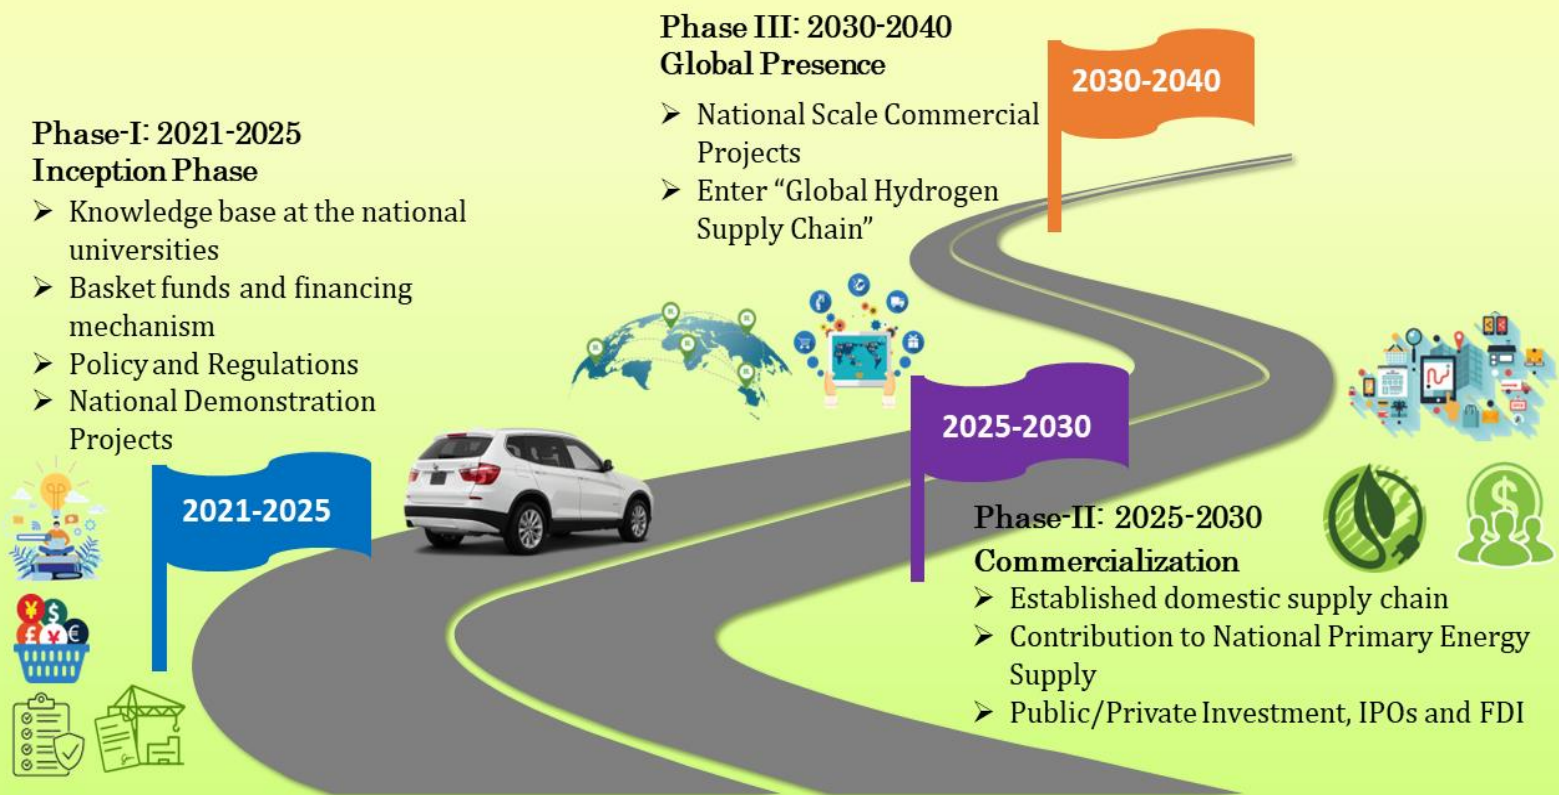 Phase-I: 2021-2025
Inception Phase
➢ Knowledge base at the national
universities
➢ Basket funds and financing
mechanism
➢ Policy and Regulations
➢ National Demonstration
Projects
2021-2025
Phase III: 2030-2040
Global Presence
➢ National Scale Commercial
Projects
➢ Enter “Global Hydrogen
Supply Chain”
2030-2040
2025-2030
Phase-II: 2025-2030
Commercialization
➢ Established domestic supply chain
➢ Contribution to National Primary Energy
Supply
➢ Public/Private Investment, IPOs and FDI